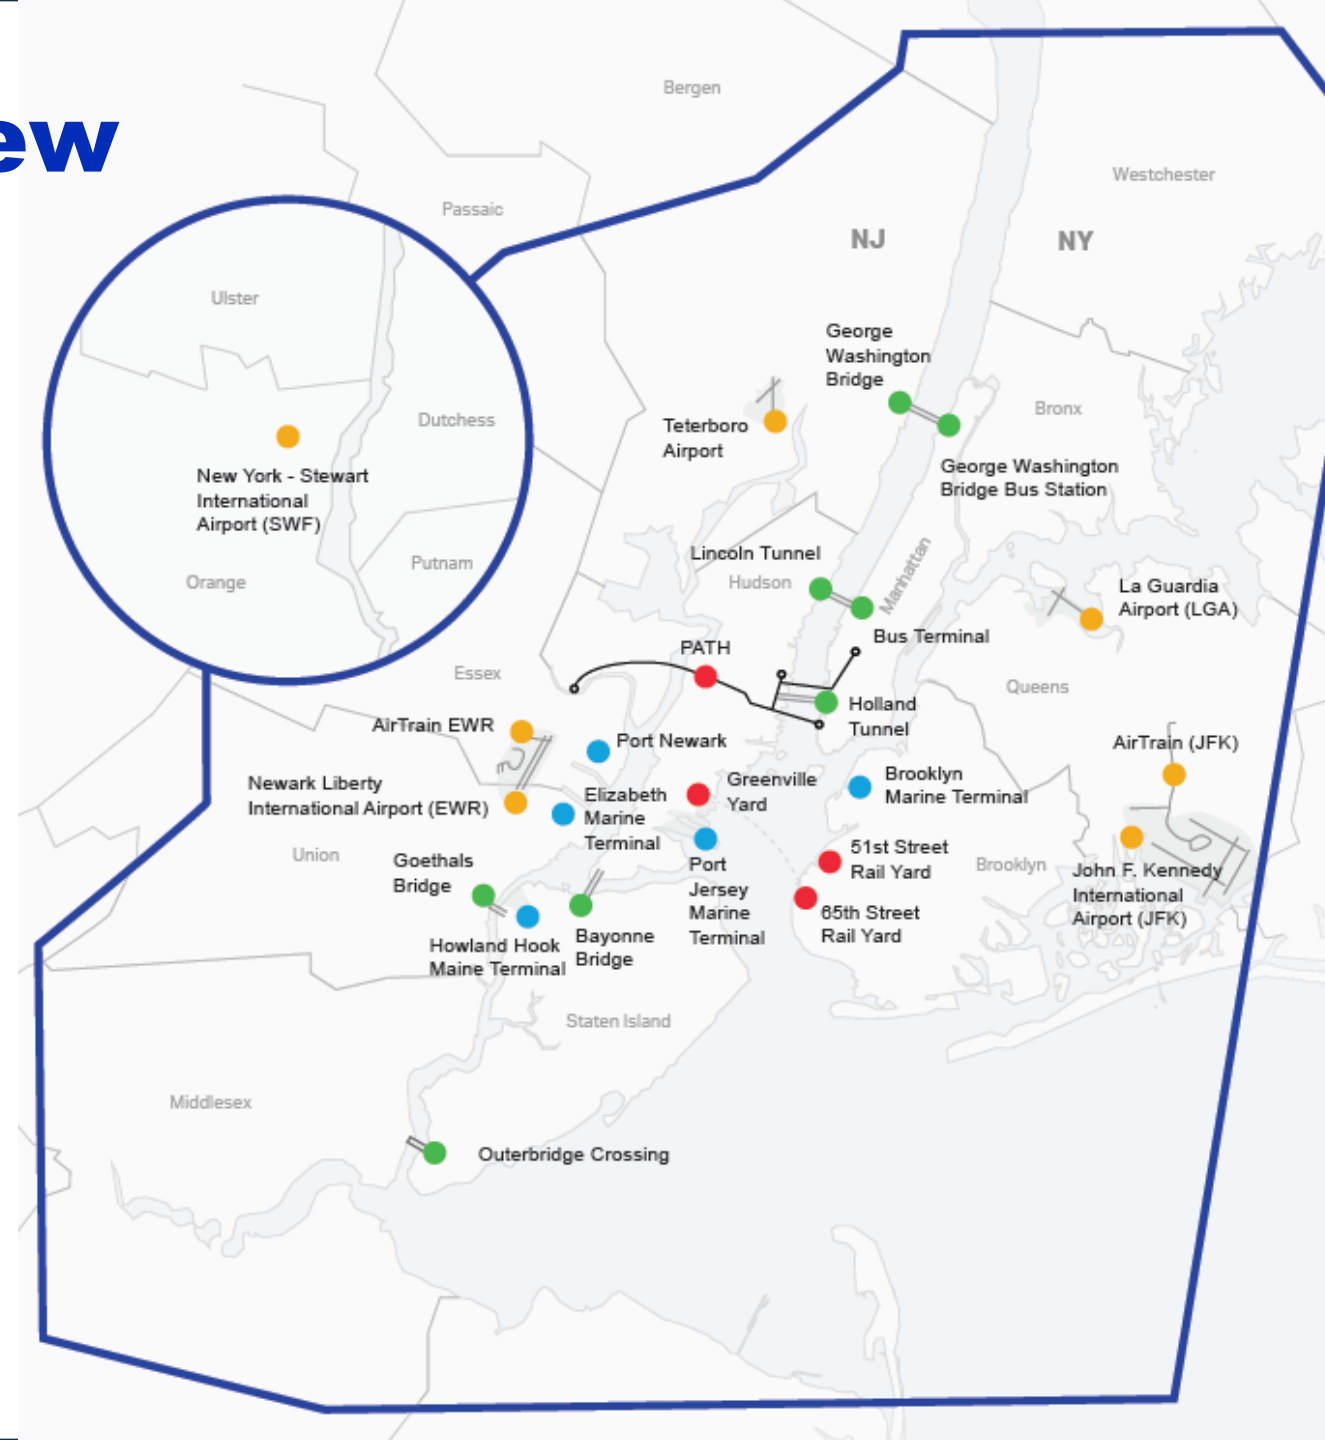 ew
Bergen
Westchester
Passaic
NJ
NY
Ulster
George
Washington
Bridge
Dutchess
Bronx
Teterboro
Airport
New York - Stewart
International
Airport (SWF)
George Washington
Bridge Bus Station
Putnam
Orange
Lincoln Tunnel
Hudson
Manhattan
La Guardia
Airport (LGA)
Bus Terminal
PATH
Essex
Queens
Holland
Tunnel
AirTrain EWR
Port Newark
AirTrain (JFK)
Newark Liberty
International Airport (EWR)
Elizabeth
Marine
Terminal
Greenville
Yard
Brooklyn
Marine Terminal
Union
Goethals
Bridge
Port
Jersey
Marine
Terminal
51st Street
Rail Yard
Brooklyn
John F. Kennedy
International
Airport (JFK)
65th Street
Rail Yard
Howland Hook
Maine Terminal
Bayonne
Bridge
Staten Island
Middlesex
Outerbridge Crossing